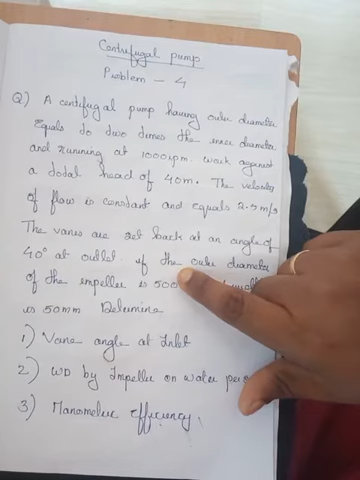 Centrifugal pump
Problem - 4
Q) A centifugal pump having outer diameter
Equals to two times the inner diameter
and running at 1000rpm. work against
a total head of 40m. The velocity
of flow is constant and equals 2.5 m/s
The vanes are set back at an angle of
40° at outlet. if the outer diameter
of the impeller is 500
is 50mm Determine
1) Vane angle at Inlet
2) WD by Impeller on water per
3) Manometric efficiency.